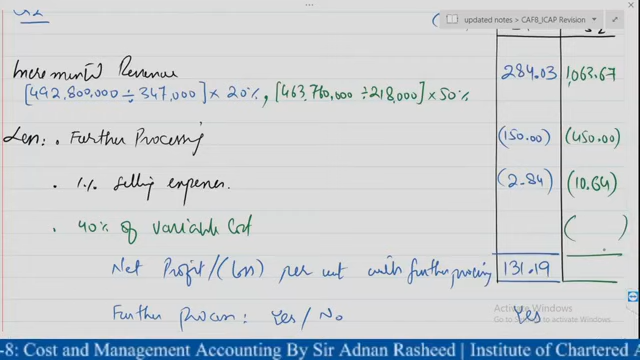 updated notes > CAF8_ICAP Revision
Incremental Revenue 284.03 1,063.67
[492,800,000 ÷ 347,000] × 20%, [463,760,000 ÷ 218,000] × 50%
Less: . Further Processing (150.00) (450.00)
. 1% Selling expenses. (2.84) (10.64)
. 40% of Variable Cost ( )
Net Profit/(Loss) per unit with further processing 131.19
Further process: Yes / No Yes
Activate Windows
Go to Settings to activate Windows.
-8: Cost and Management Accounting By Sir Adnan Rasheed | Institute of Chartered A